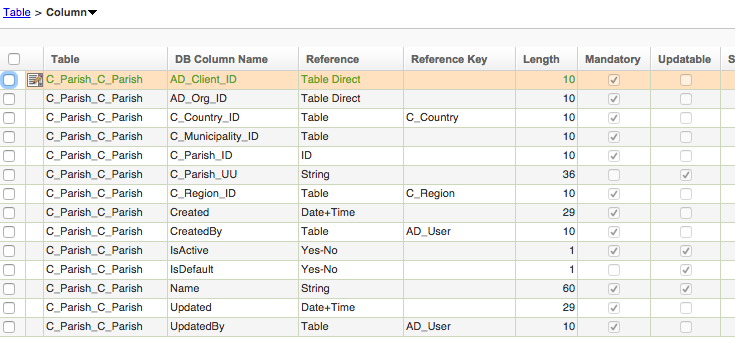 Table > Column
Table DB Column Name Reference Reference Key Length Mandatory Updatable S
C_Parish_C_Parish AD_Client_ID Table Direct 10
C_Parish_C_Parish AD_Org_ID Table Direct 10
C_Parish_C_Parish C_Country_ID Table C_Country 10
C_Parish_C_Parish C_Municipality_ID Table 10
C_Parish_C_Parish C_Parish_ID ID 10
C_Parish_C_Parish C_Parish_UU String 36
C_Parish_C_Parish C_Region_ID Table C_Region 10
C_Parish_C_Parish Created Date+Time 29
C_Parish_C_Parish CreatedBy Table AD_User 10
C_Parish_C_Parish IsActive Yes-No 1
C_Parish_C_Parish IsDefault Yes-No 1
C_Parish_C_Parish Name String 60
C_Parish_C_Parish Updated Date+Time 29
C_Parish_C_Parish UpdatedBy Table AD_User 10